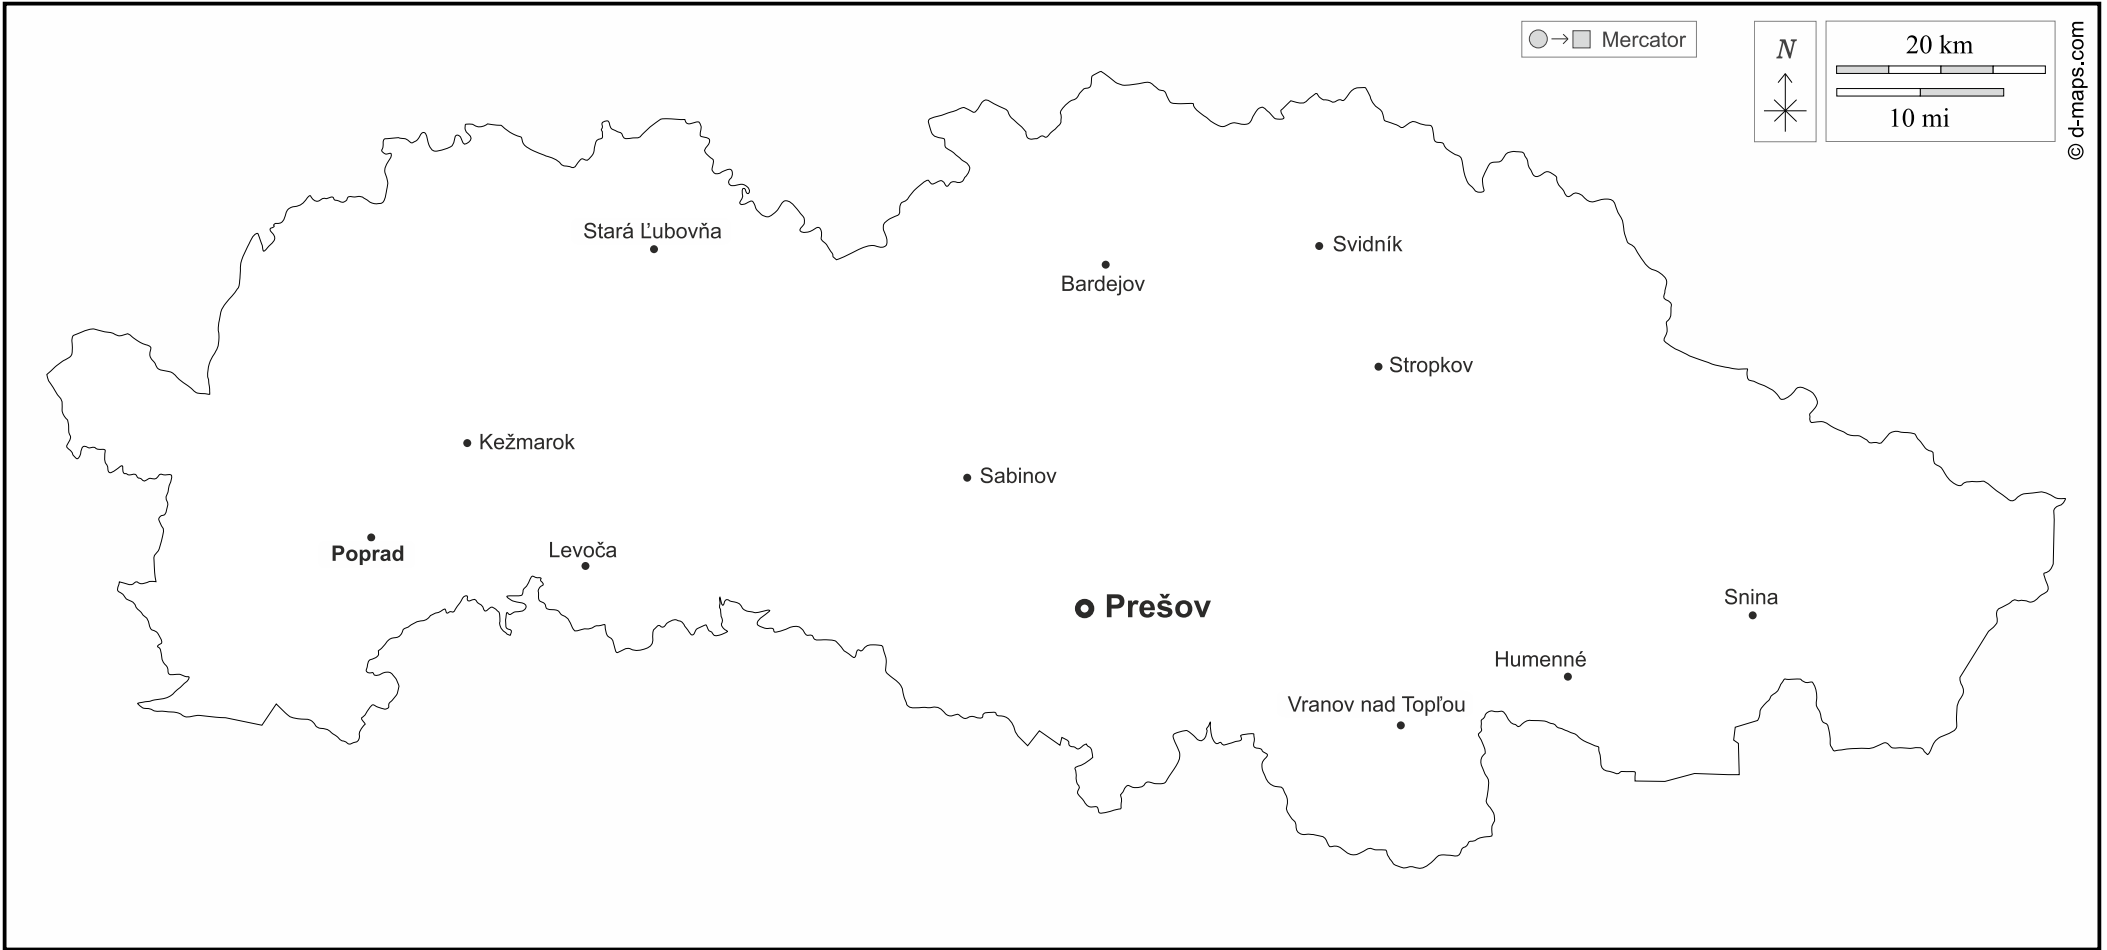 Mercator
N
20 km
10 mi
© d-maps.com
Stará Ľubovňa
Svidník
Bardejov
Stropkov
Kežmarok
Sabinov
Poprad
Levoča
Prešov
Snina
Humenné
Vranov nad Topľou